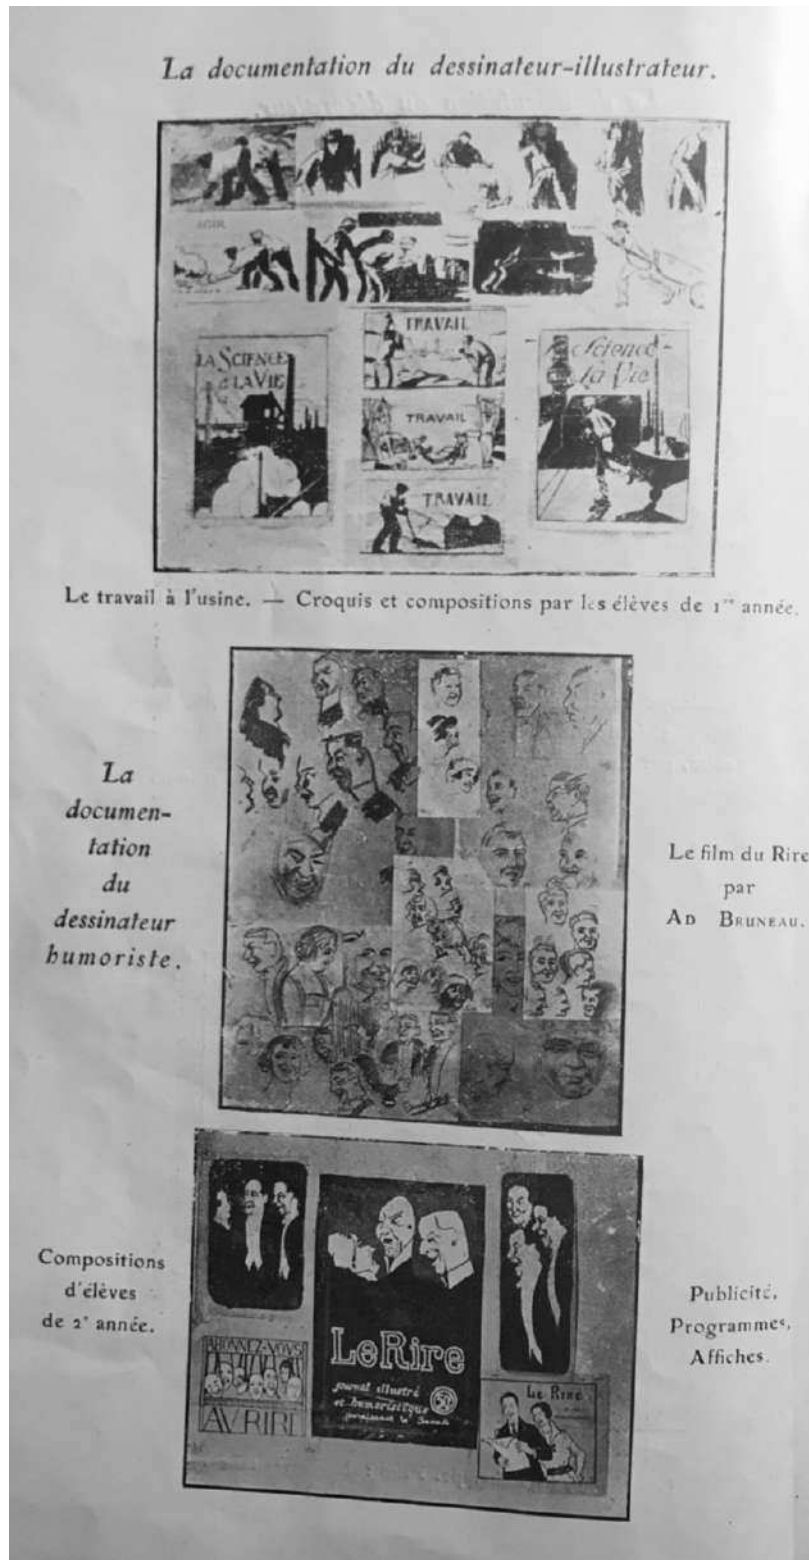 La documentation du dessinateur-illustrateur.
AGIR
LA SCIENCE
& LA VIE
TRAVAIL
TRAVAIL
TRAVAIL
Science
La Vie
Le travail à l'usine. — Croquis et compositions par les élèves de 1re année.
La
documen-
tation
du
dessinateur
humoriste.
Le film du Rire
par
AD BRUNEAU.
Compositions
d'élèves
de 2e année.
ABONNEZ-VOUS
AU RIRE
Le Rire
journal illustré
et humoristique
paraissant le Samedi
50c
Le Rire
Publicité,
Programmes,
Affiches.